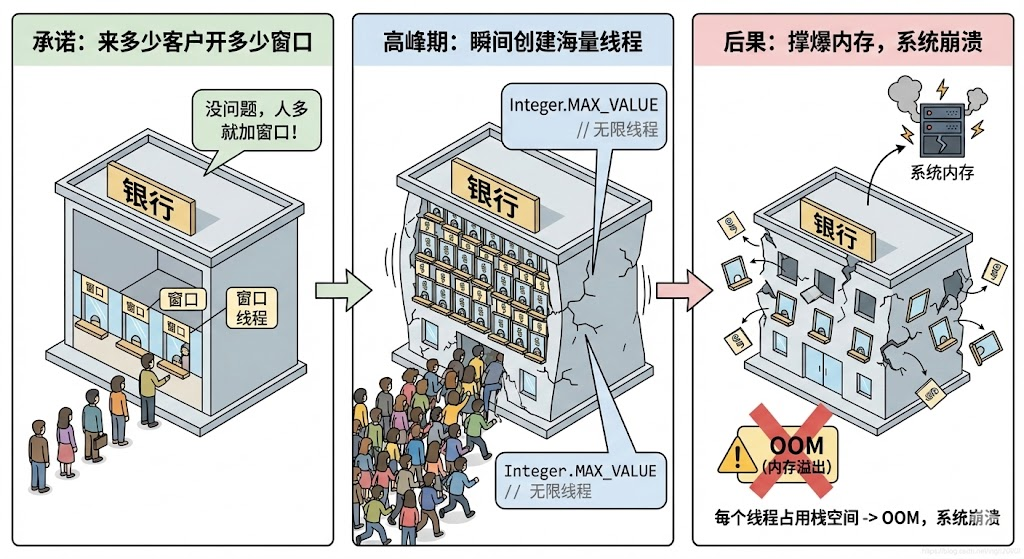 承诺：来多少客户开多少窗口
没问题，人多
就加窗口！
银行
窗口
窗口
窗口
窗口
窗口
线程
高峰期：瞬间创建海量线程
Integer.MAX_VALUE
// 无限线程
银行
Integer.MAX_VALUE
// 无限线程
后果：撑爆内存，系统崩溃
系统内存
银行
OOM
(内存溢出)
每个线程占用栈空间 -> OOM，系统崩溃